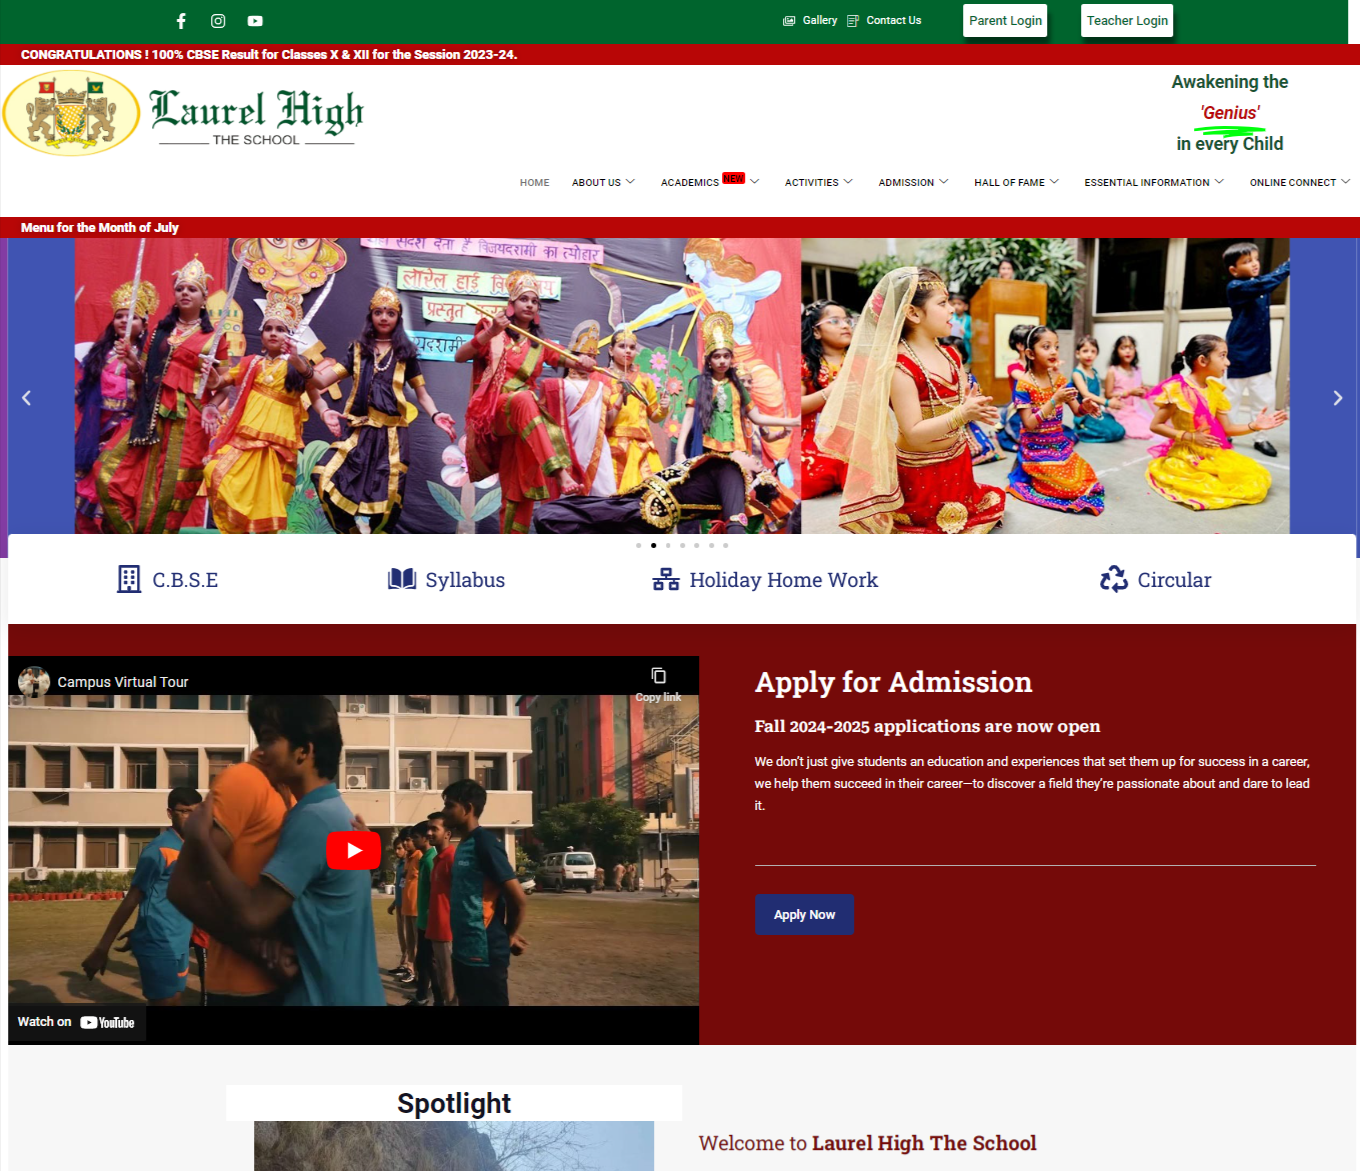 Gallery
Contact Us
Parent Login
Teacher Login
CONGRATULATIONS ! 100% CBSE Result for Classes X & XII for the Session 2023-24.
Laurel High
THE SCHOOL
Awakening the
'Genius'
in every Child
HOME
ABOUT US
ACADEMICS NEW
ACTIVITIES
ADMISSION
HALL OF FAME
ESSENTIAL INFORMATION
ONLINE CONNECT
Menu for the Month of July
संदेश देता है विजयदशमी का त्योहार
लॉरेल हाई
प्रस्तुत
C.B.S.E
Syllabus
Holiday Home Work
Circular
Campus Virtual Tour
Copy link
Watch on YouTube
Apply for Admission
Fall 2024-2025 applications are now open
We don’t just give students an education and experiences that set them up for success in a career,
we help them succeed in their career—to discover a field they’re passionate about and dare to lead
it.
Apply Now
Spotlight
Welcome to Laurel High The School